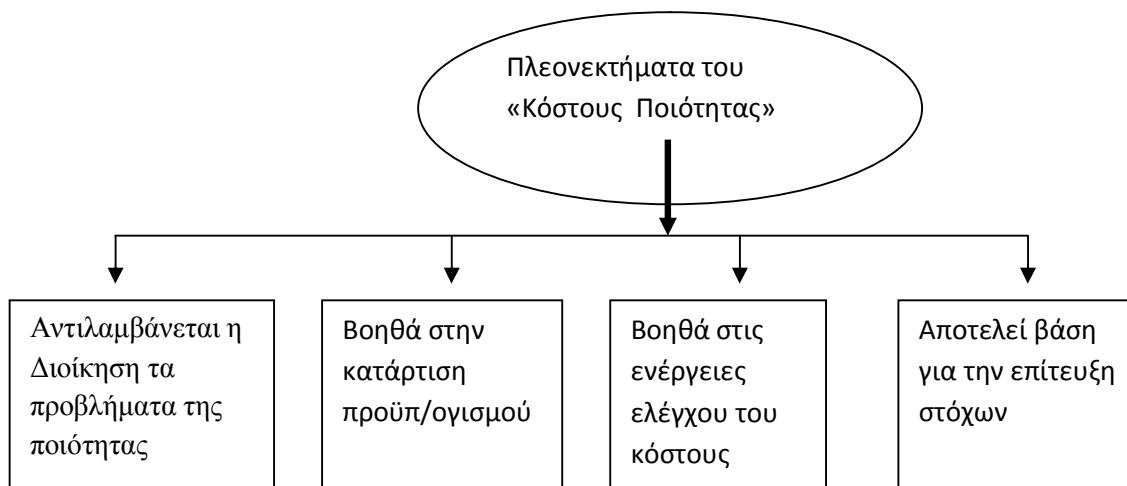 Πλεονεκτήματα του
«Κόστους Ποιότητας»
Αντιλαμβάνεται η
Διοίκηση τα
προβλήματα της
ποιότητας
Βοηθά στην
κατάρτιση
προϋπ/ογισμού
Βοηθά στις
ενέργειες
ελέγχου του
κόστους
Αποτελεί βάση
για την επίτευξη
στόχων